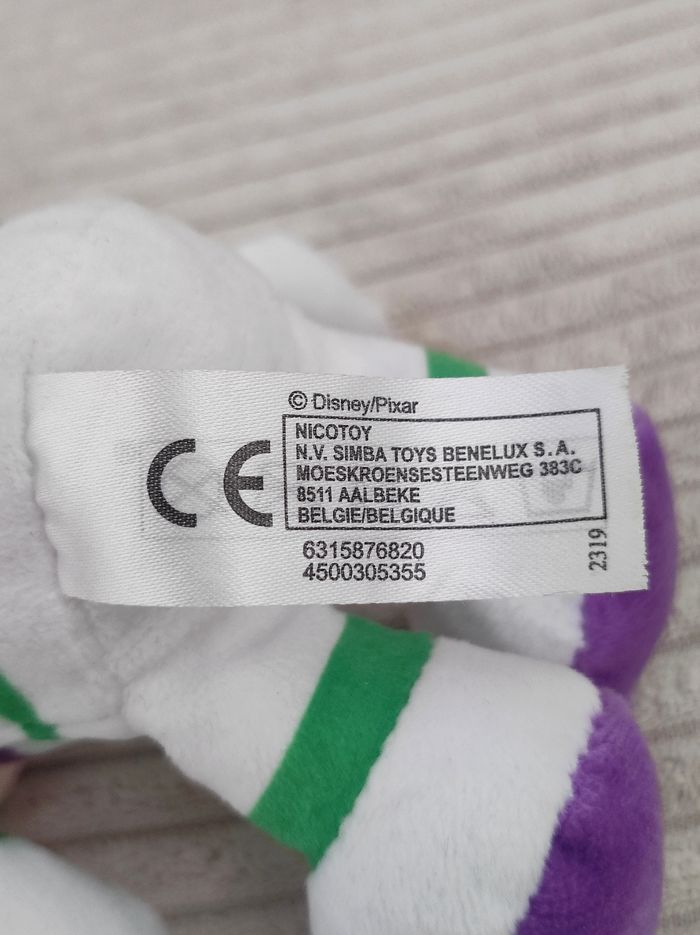 © Disney/Pixar
CE
NICOTOY
N.V. SIMBA TOYS BENELUX S.A.
MOESKROENSESTEENWEG 383C
8511 AALBEKE
BELGIE/BELGIQUE
6315876820
4500305355
2319